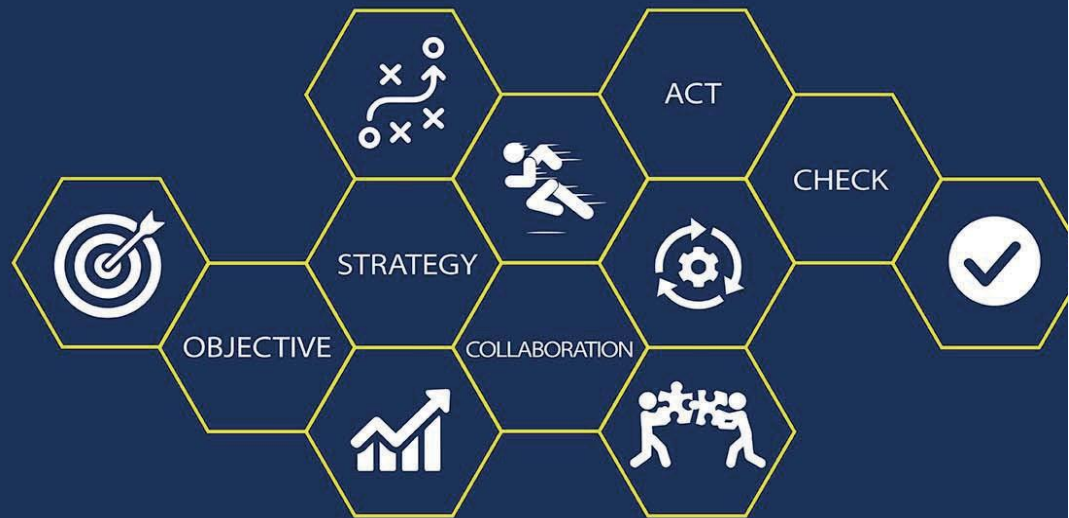 ACT
CHECK
STRATEGY
OBJECTIVE
COLLABORATION